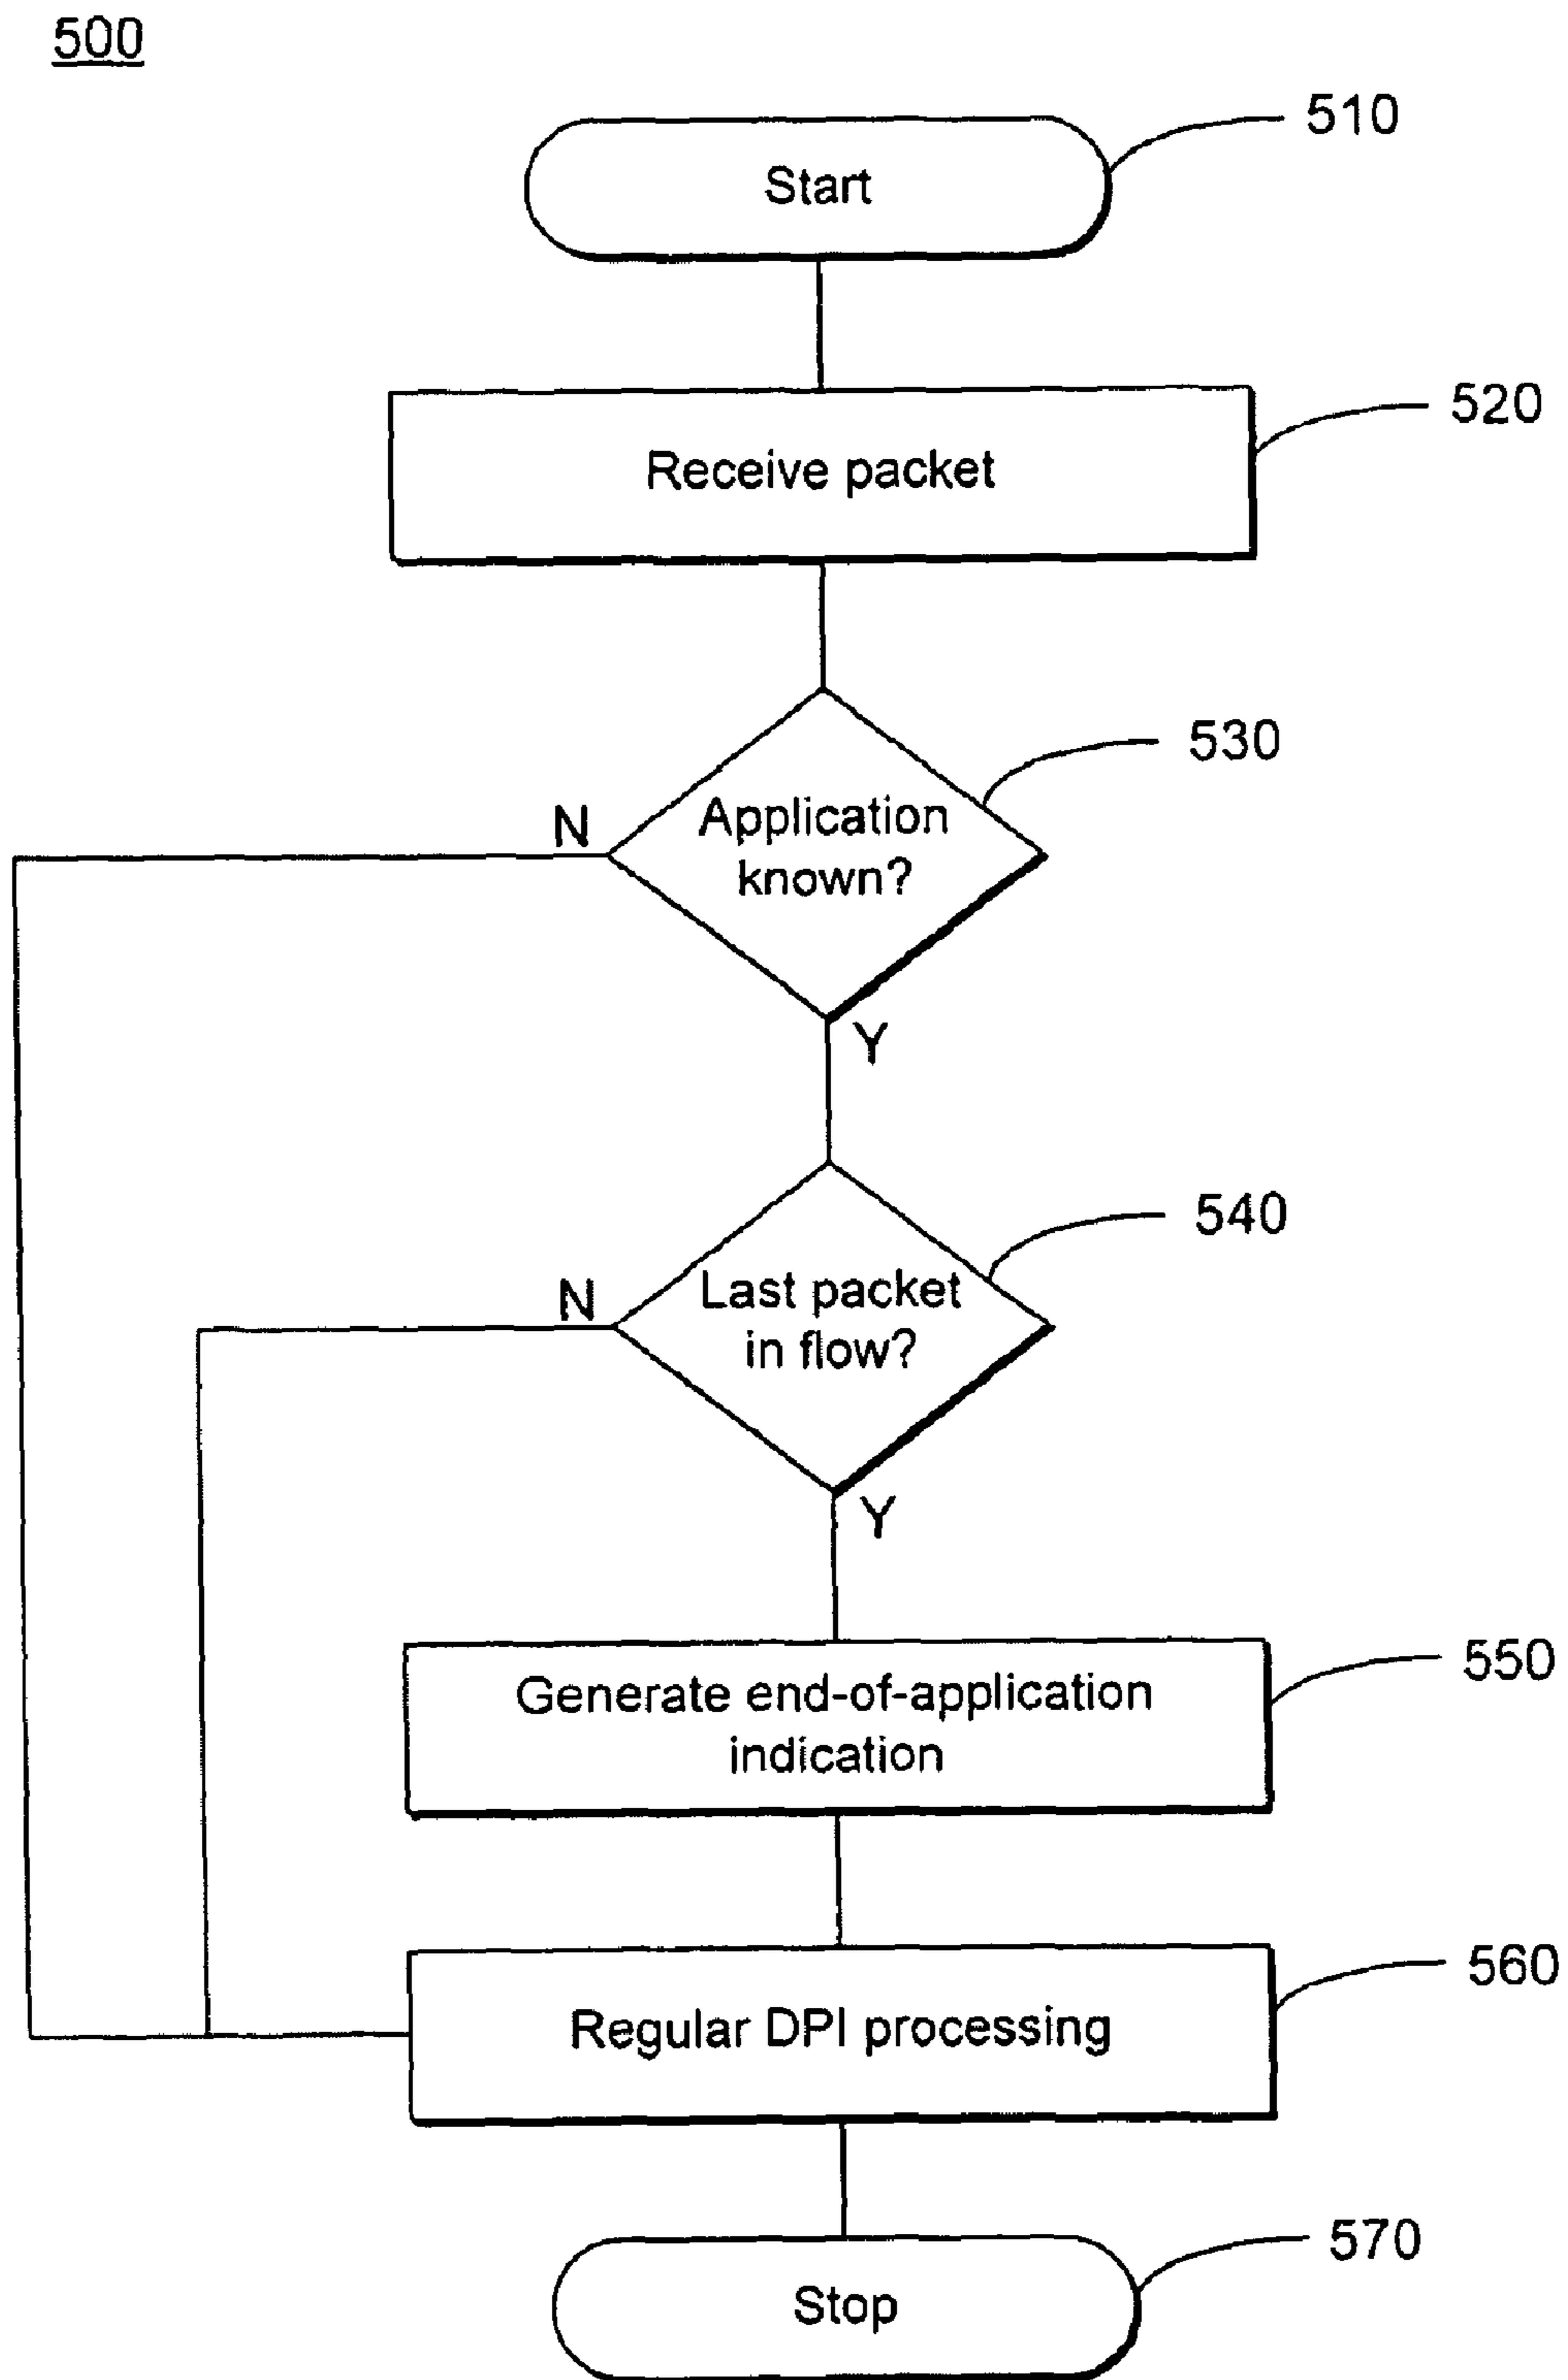 500
510
Start
520
Receive packet
530
N
Application
known?
Y
540
N
Last packet
in flow?
Y
550
Generate end-of-application
indication
560
Regular DPI processing
570
Stop